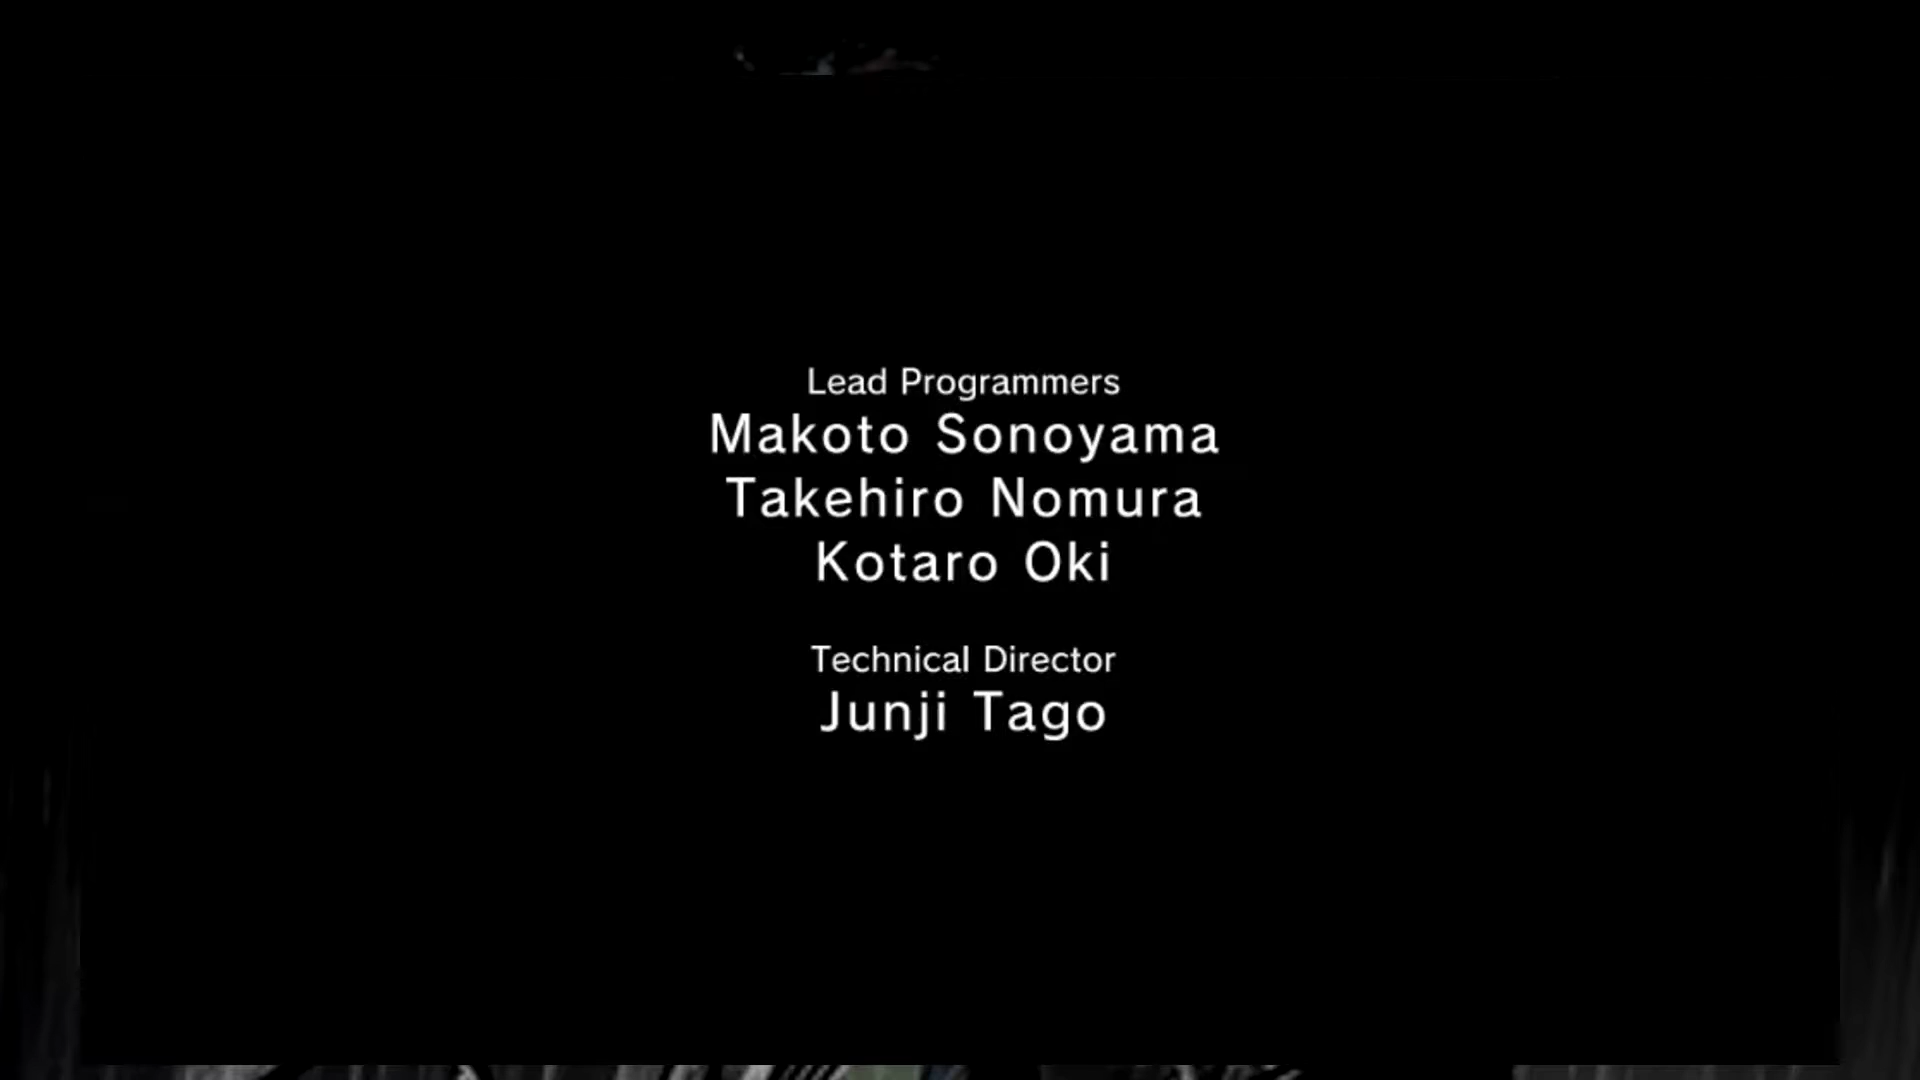 Lead Programmers
Makoto Sonoyama
Takehiro Nomura
Kotaro Oki
Technical Director
Junji Tago